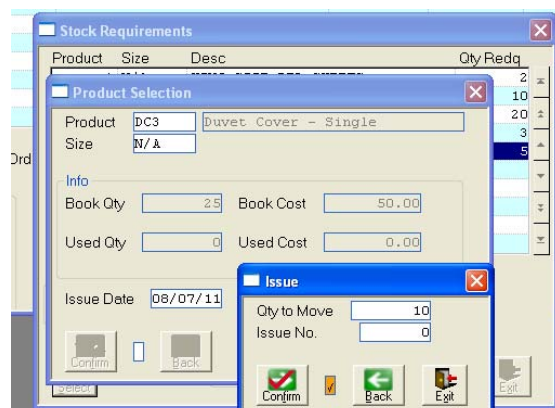 Stock Requirements
Product Size Desc Qty Redq
2
10
20
3
5
Product Selection
Product DC3 Duvet Cover - Single
Size N/A
Info
Book Qty 25 Book Cost 50.00
Used Qty 0 Used Cost 0.00
Issue Date 08/07/11
Confirm Back
Issue
Qty to Move 10
Issue No. 0
Confirm Back Exit
Select Exit
Ord